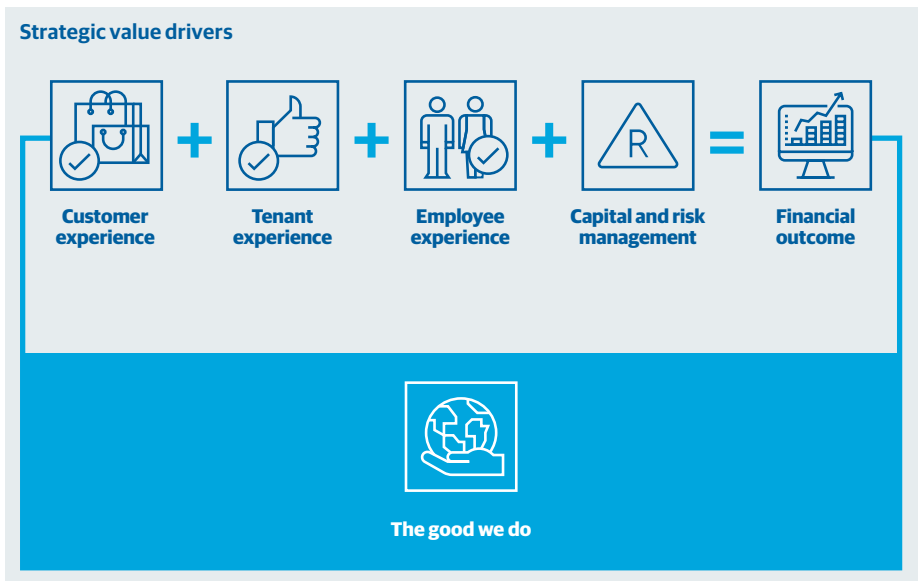 Strategic value drivers
R
Customer
experience
Tenant
experience
Employee
experience
Capital and risk
management
Financial
outcome
The good we do